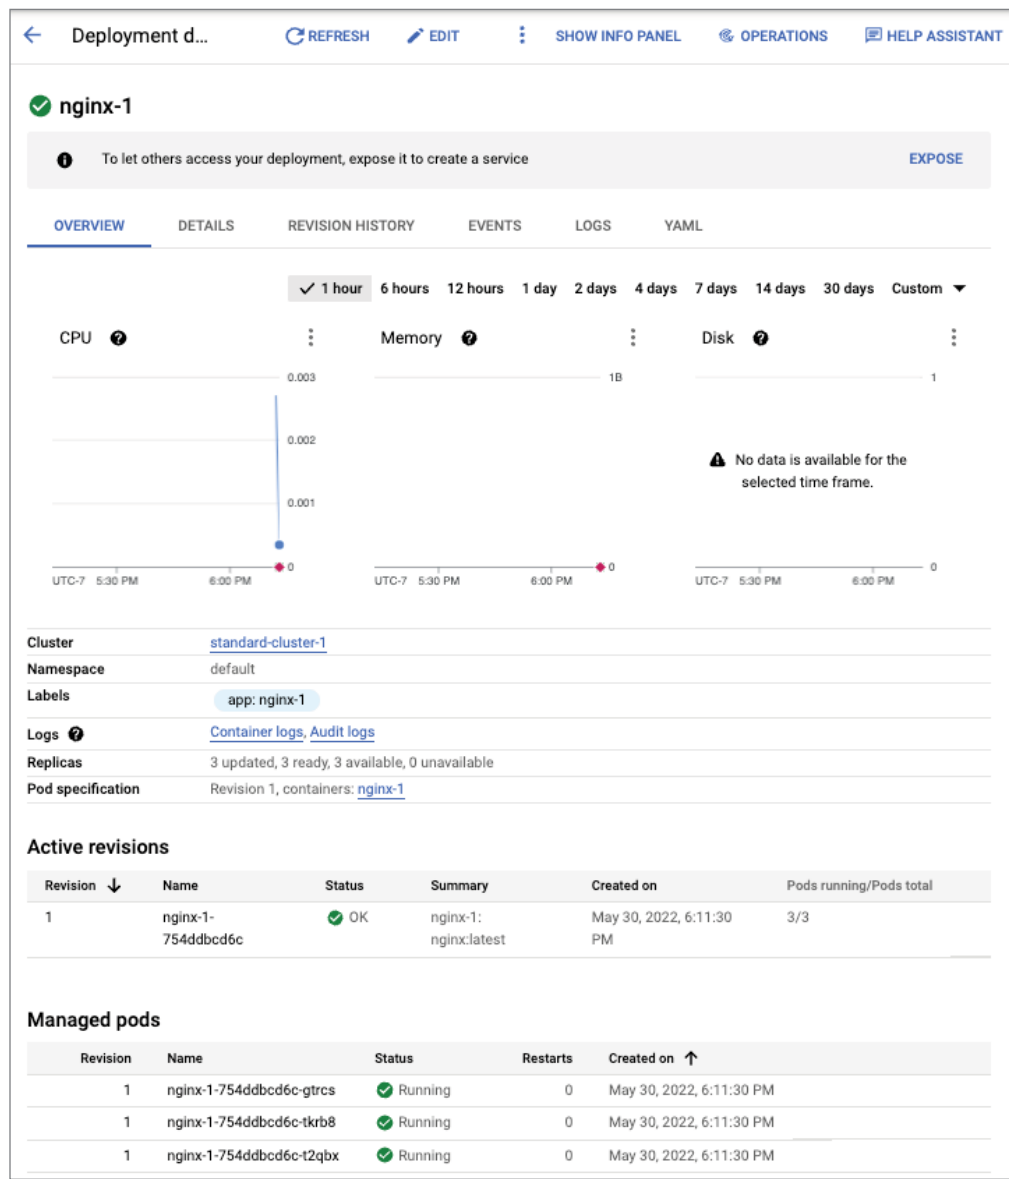 Deployment d... REFRESH EDIT SHOW INFO PANEL OPERATIONS HELP ASSISTANT
nginx-1
To let others access your deployment, expose it to create a service EXPOSE
OVERVIEW DETAILS REVISION HISTORY EVENTS LOGS YAML
1 hour 6 hours 12 hours 1 day 2 days 4 days 7 days 14 days 30 days Custom
CPU
0.003
0.002
0.001
0
UTC-7 5:30 PM 6:00 PM
Memory
1B
0
UTC-7 5:30 PM 6:00 PM
Disk
1
No data is available for the
selected time frame.
0
UTC-7 5:30 PM 6:00 PM
Cluster standard-cluster-1
Namespace default
Labels app: nginx-1
Logs Container logs, Audit logs
Replicas 3 updated, 3 ready, 3 available, 0 unavailable
Pod specification Revision 1, containers: nginx-1
Active revisions
Revision Name Status Summary Created on Pods running/Pods total
1 nginx-1- OK nginx-1: May 30, 2022, 6:11:30 3/3
754ddbcd6c nginx:latest PM
Managed pods
Revision Name Status Restarts Created on
1 nginx-1-754ddbcd6c-gtrcs Running 0 May 30, 2022, 6:11:30 PM
1 nginx-1-754ddbcd6c-tkrb8 Running 0 May 30, 2022, 6:11:30 PM
1 nginx-1-754ddbcd6c-t2qbx Running 0 May 30, 2022, 6:11:30 PM